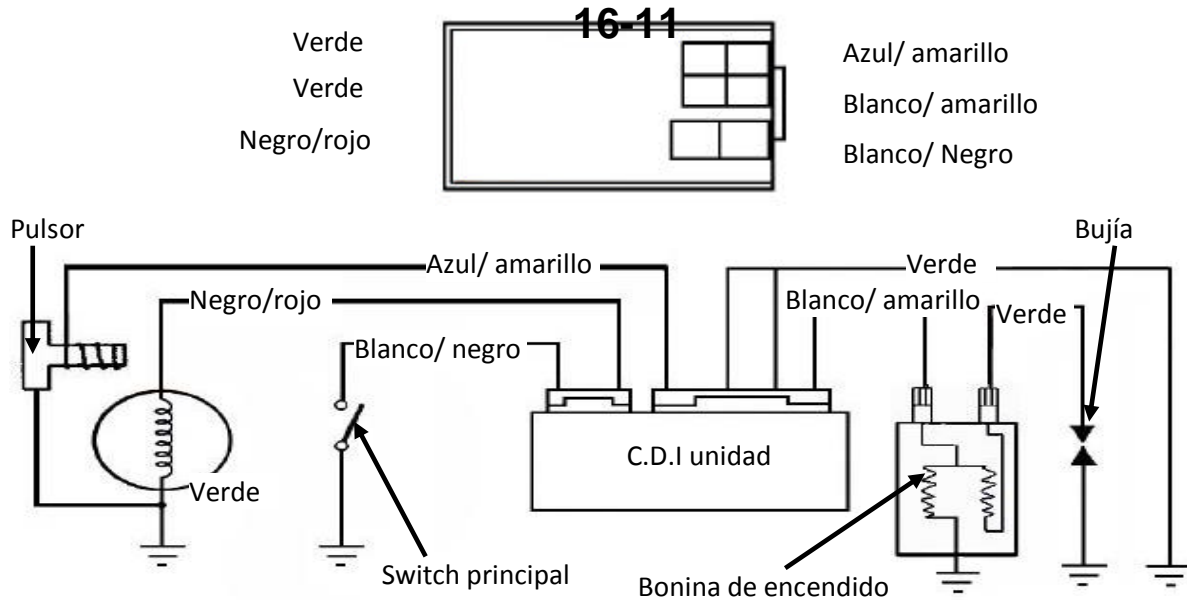 16-11
Verde
Azul/ amarillo
Verde
Blanco/ amarillo
Negro/rojo
Blanco/ Negro
Pulsor
Bujía
Azul/ amarillo
Verde
Negro/rojo
Blanco/ amarillo
Verde
Blanco/ negro
C.D.I unidad
Verde
Switch principal
Bonina de encendido